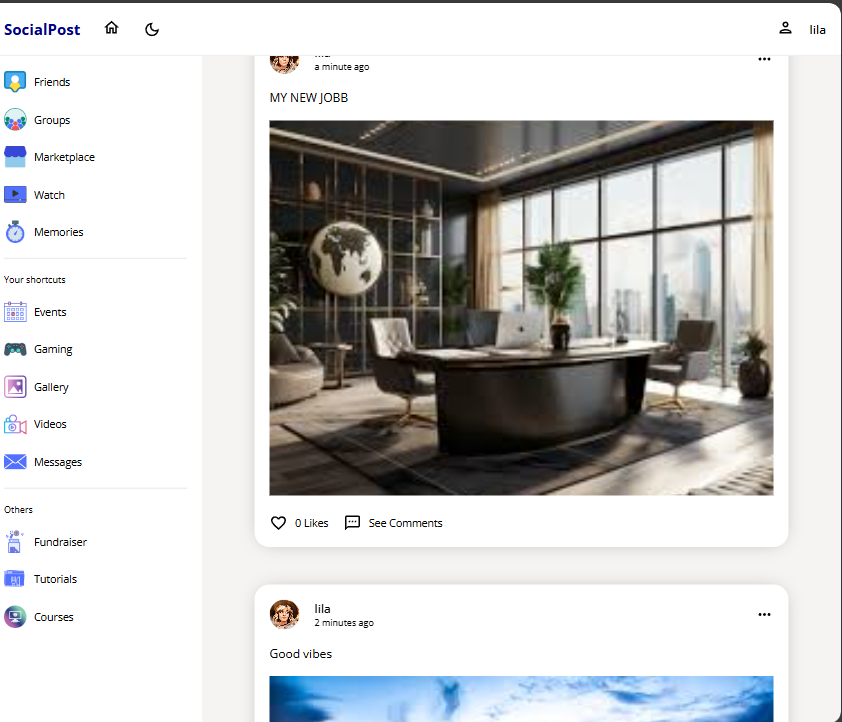 SocialPost
lila
Friends
Groups
Marketplace
Watch
Memories
Your shortcuts
Events
Gaming
Gallery
Videos
Messages
Others
Fundraiser
Tutorials
Courses
a minute ago
MY NEW JOBB
0 Likes See Comments
lila
2 minutes ago
Good vibes